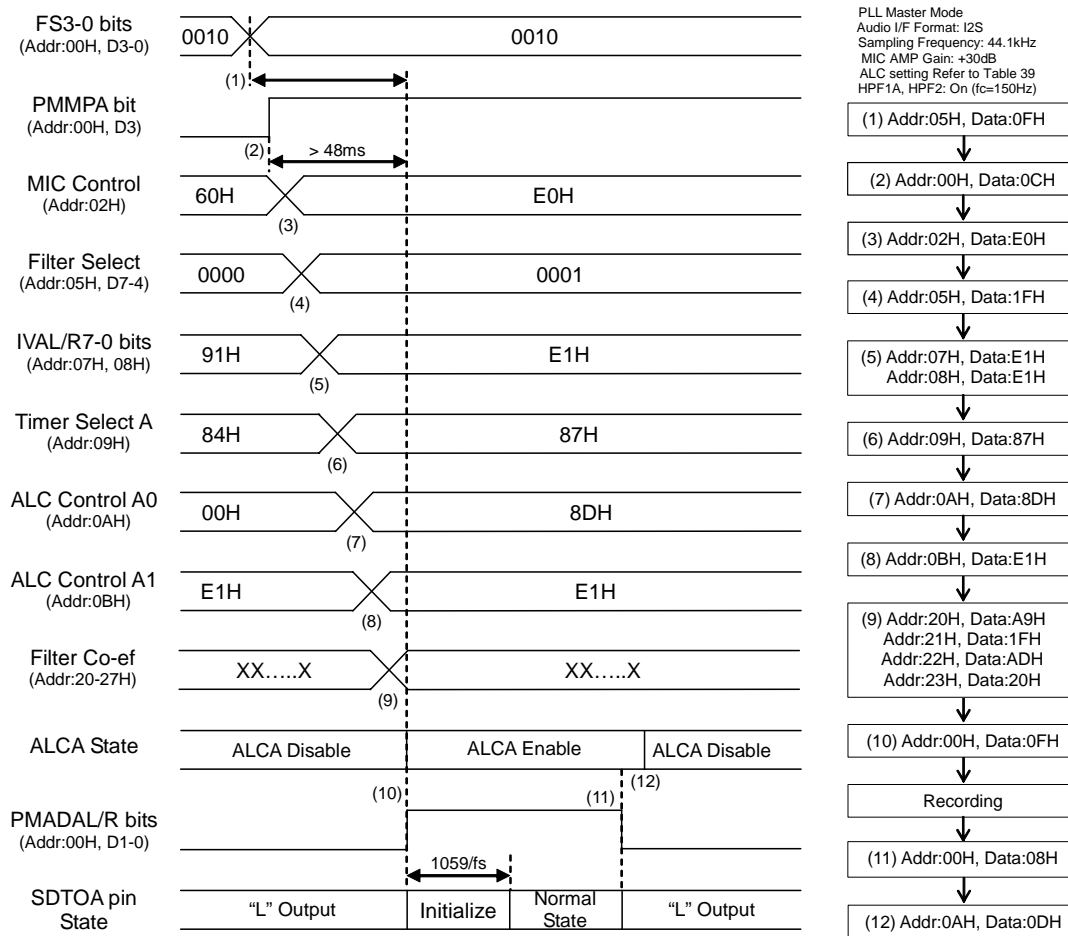 FS3-0 bits
(Addr:00H, D3-0)
0010
0010
(1)
PMMPA bit
(Addr:00H, D3)
(2)
> 48ms
MIC Control
(Addr:02H)
60H
E0H
(3)
Filter Select
(Addr:05H, D7-4)
0000
0001
(4)
IVAL/R7-0 bits
(Addr:07H, 08H)
91H
E1H
(5)
Timer Select A
(Addr:09H)
84H
87H
(6)
ALC Control A0
(Addr:0AH)
00H
8DH
(7)
ALC Control A1
(Addr:0BH)
E1H
E1H
(8)
Filter Co-ef
(Addr:20-27H)
XX.....X
XX.....X
(9)
ALCA State
ALCA Disable
ALCA Enable
ALCA Disable
(10)
(11)
(12)
PMADAL/R bits
(Addr:00H, D1-0)
1059/fs
SDTOA pin
State
“L” Output
Initialize
Normal
State
“L” Output
PLL Master Mode
Audio I/F Format: I2S
Sampling Frequency: 44.1kHz
MIC AMP Gain: +30dB
ALC setting Refer to Table 39
HPF1A, HPF2: On (fc=150Hz)
(1) Addr:05H, Data:0FH
(2) Addr:00H, Data:0CH
(3) Addr:02H, Data:E0H
(4) Addr:05H, Data:1FH
(5) Addr:07H, Data:E1H
Addr:08H, Data:E1H
(6) Addr:09H, Data:87H
(7) Addr:0AH, Data:8DH
(8) Addr:0BH, Data:E1H
(9) Addr:20H, Data:A9H
Addr:21H, Data:1FH
Addr:22H, Data:ADH
Addr:23H, Data:20H
(10) Addr:00H, Data:0FH
Recording
(11) Addr:00H, Data:08H
(12) Addr:0AH, Data:0DH